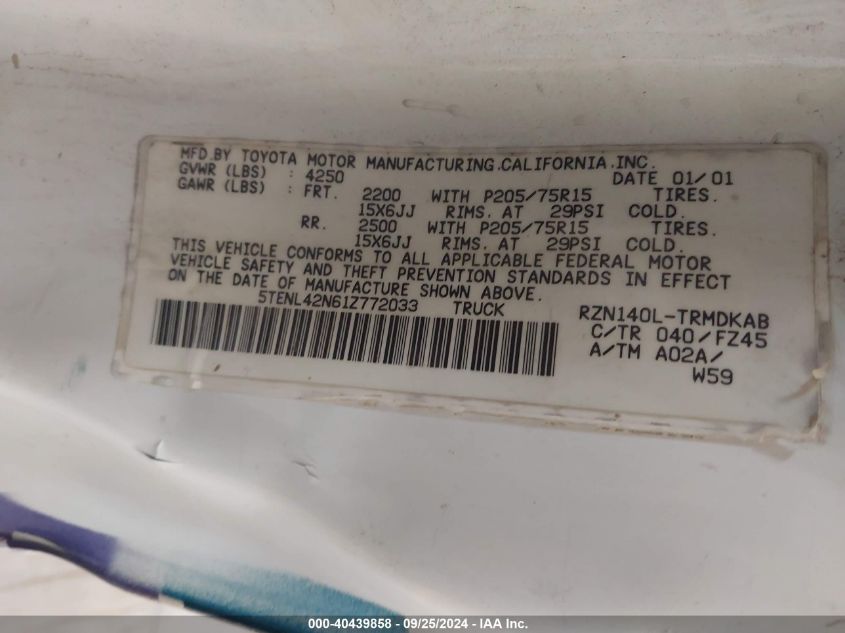 MFD.BY TOYOTA MOTOR MANUFACTURING.CALIFORNIA.INC.
GVWR (LBS) : 4250 DATE 01/01
GAWR (LBS) : FRT. 2200 WITH P205/75R15 TIRES.
15X6JJ RIMS. AT 29PSI COLD.
RR. 2500 WITH P205/75R15 TIRES.
15X6JJ RIMS. AT 29PSI COLD.
THIS VEHICLE CONFORMS TO ALL APPLICABLE FEDERAL MOTOR
VEHICLE SAFETY AND THEFT PREVENTION STANDARDS IN EFFECT
ON THE DATE OF MANUFACTURE SHOWN ABOVE.
5TENL42N61Z772033 TRUCK
RZN140L-TRMDKAB
C/TR 040/FZ45
A/TM A02A/
W59
000-40439858 - 09/25/2024 - IAA Inc.